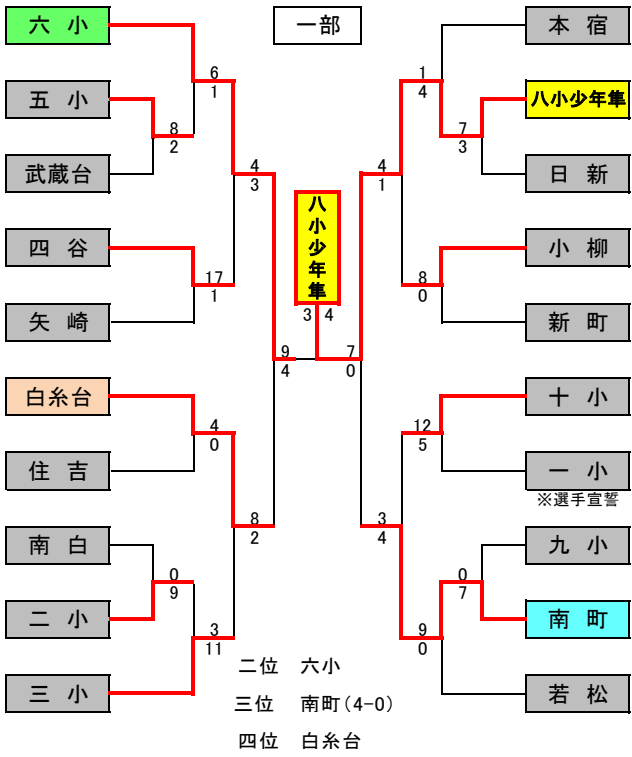 六 小
一部
本 宿
6
1
1
4
五 小
八小少年隼
8
2
7
3
武蔵台
日 新
4
3
4
1
八小少年隼
四 谷
小 柳
17
1
8
0
3 4
矢 崎
新 町
9
4
7
0
白糸台
十 小
4
0
12
5
住 吉
一 小
※選手宣誓
8
2
3
4
南 白
九 小
0
9
0
7
二 小
南 町
3
11
9
0
二位 六小
三 小
三位 南町(4-0)
若 松
四位 白糸台